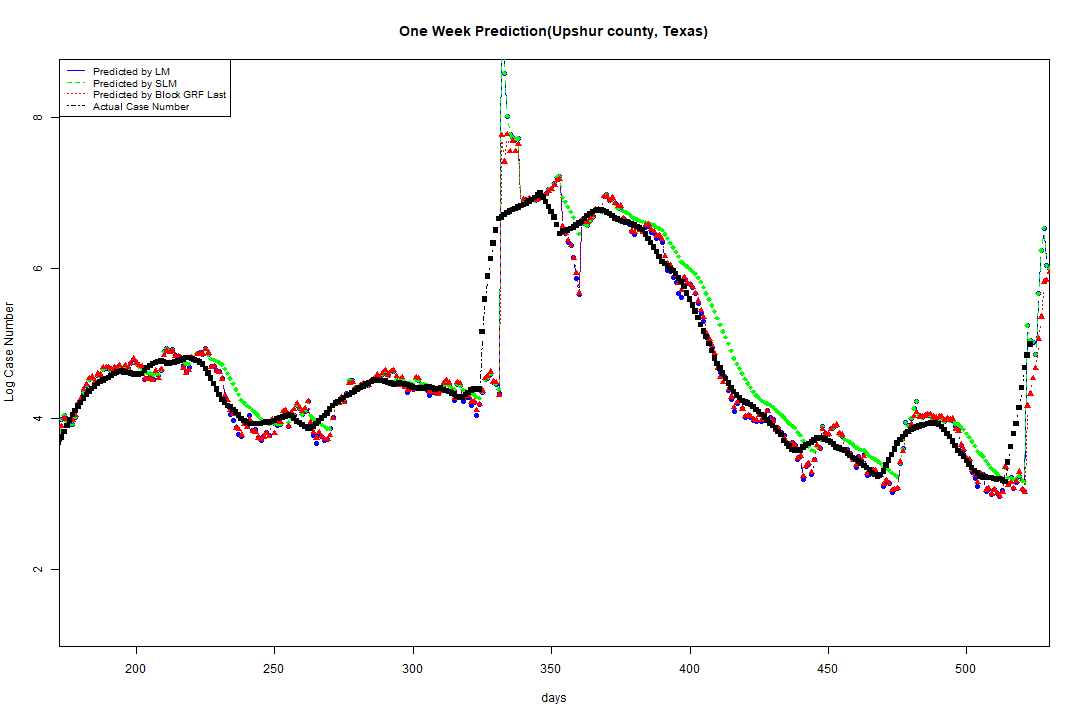 One Week Prediction(Upshur county, Texas)
Predicted by LM
Predicted by SLM
Predicted by Block GRF Last
Actual Case Number
Log Case Number
8
6
4
2
200 250 300 350 400 450 500
days